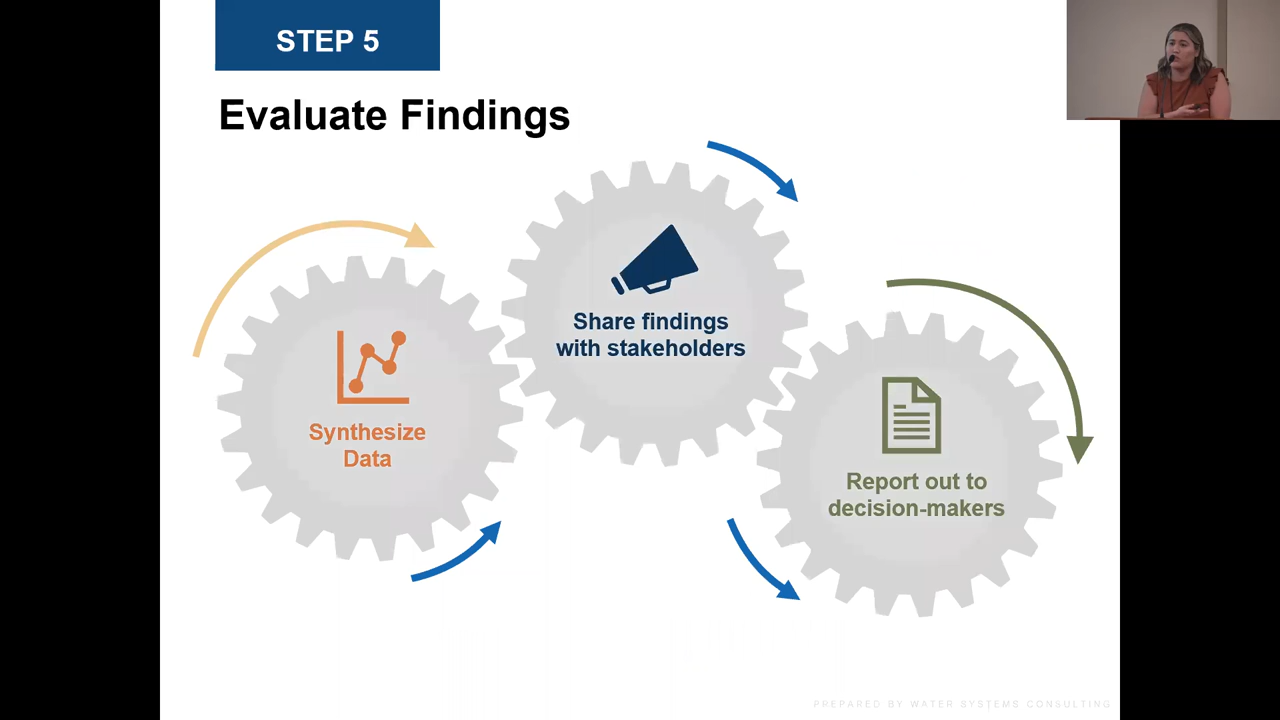 STEP 5
Evaluate Findings
Share findings
with stakeholders
Synthesize
Data
Report out to
decision-makers
PREPARED BY WATER SYSTEMS CONSULTING